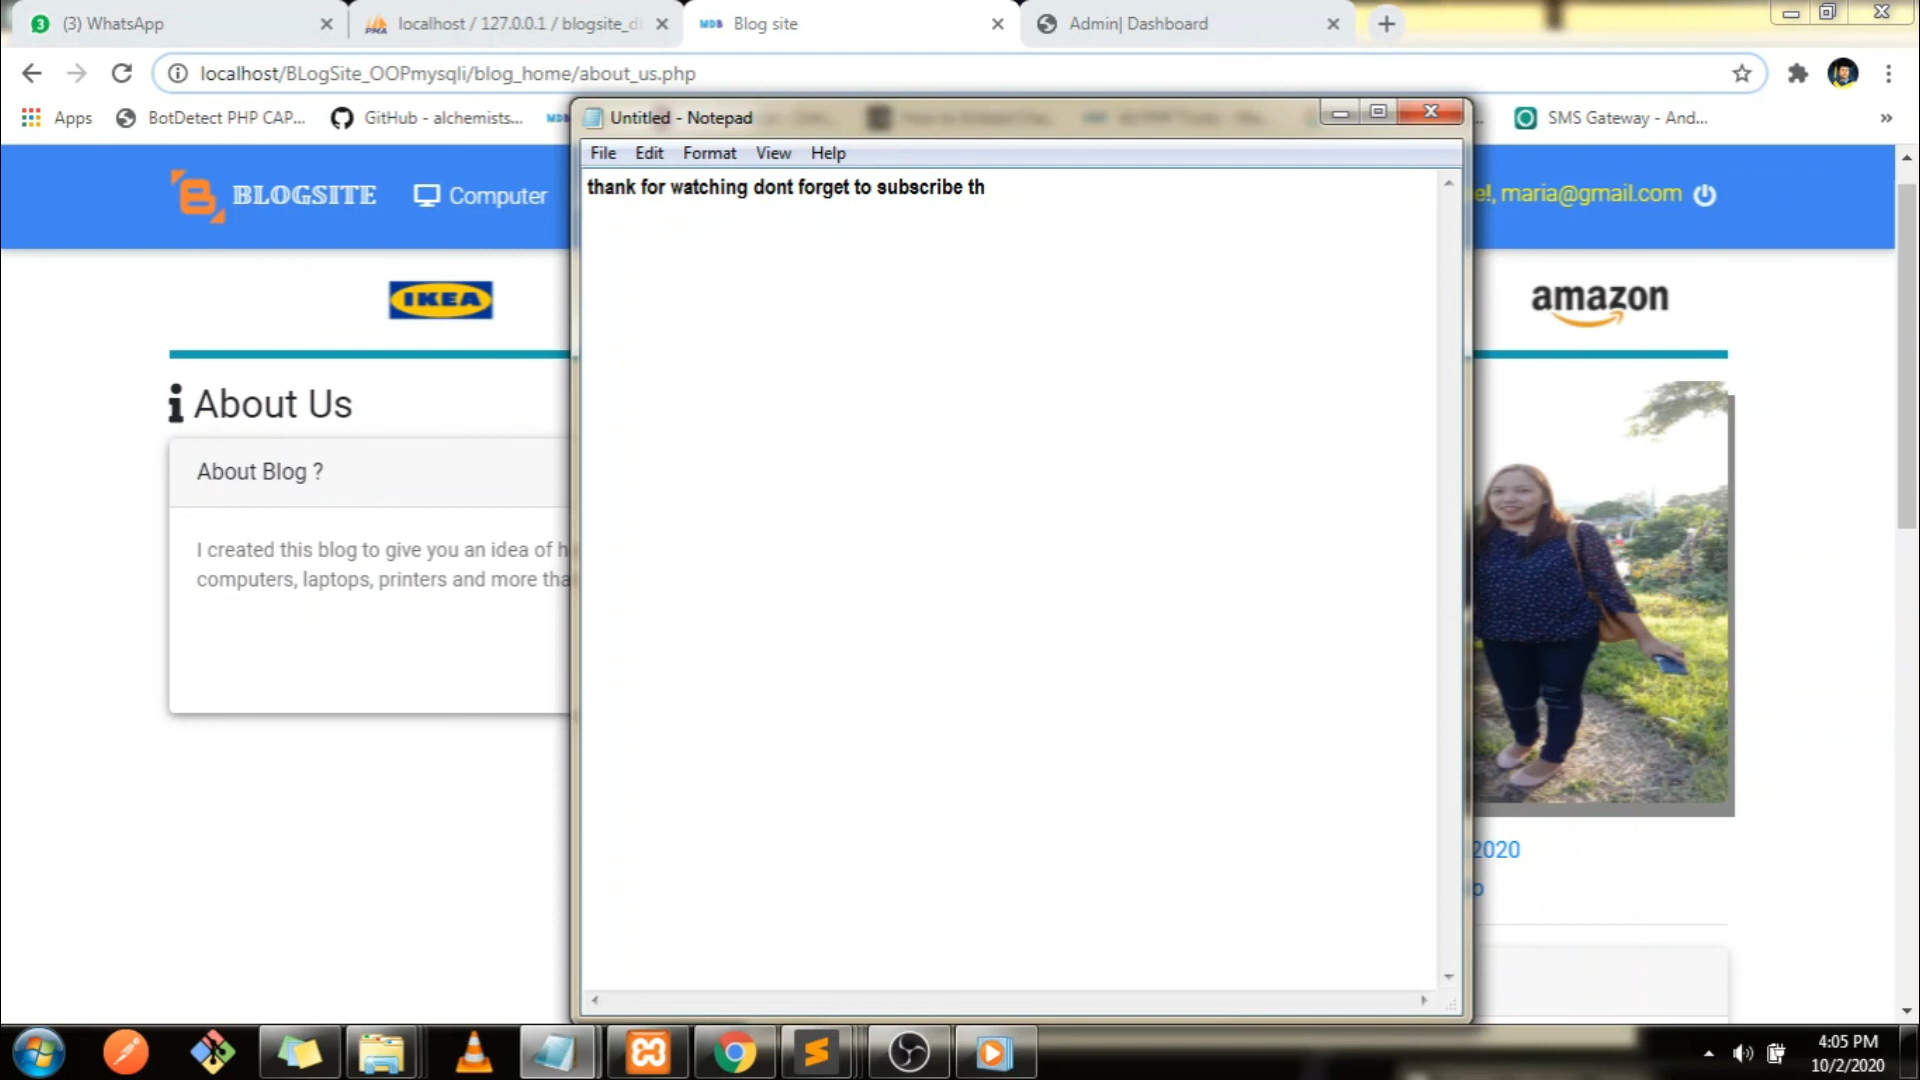 (3) WhatsApp
localhost / 127.0.0.1 / blogsite_d
Blog site
Admin| Dashboard
localhost/BLogSite_OOPmysqli/blog_home/about_us.php
Apps
BotDetect PHP CAP...
GitHub - alchemists...
SMS Gateway - And...
Untitled - Notepad
File Edit Format View Help
thank for watching dont forget to subscribe th
BLOGSITE
Computer
e!, maria@gmail.com
IKEA
amazon
About Us
About Blog ?
I created this blog to give you an idea of h
computers, laptops, printers and more tha
2020
o
4:05 PM
10/2/2020